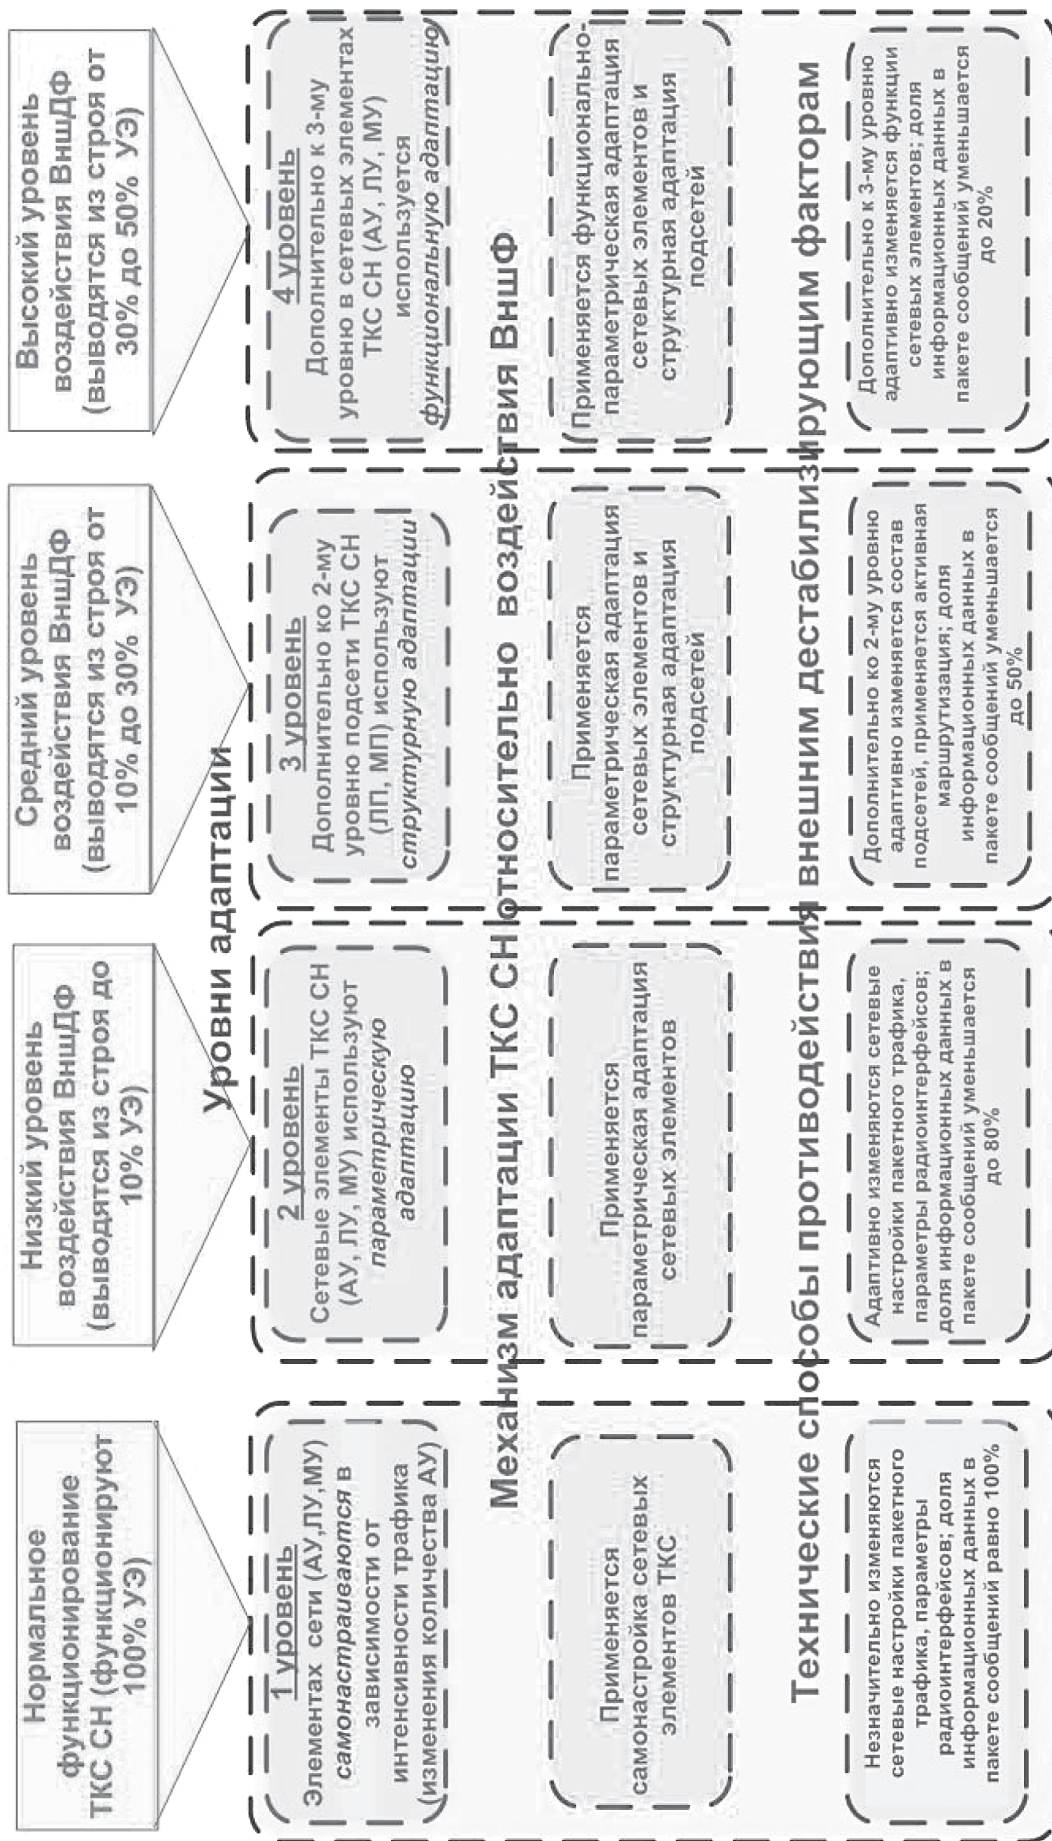 Нормальное
функционирование
ТКС СН (функционируют
100% УЭ)
Низкий уровень
воздействия ВншДф
(выводятся из строя до
10% УЭ)
Средний уровень
воздействия ВншДф
(выводятся из строя от
10% до 30% УЭ)
Высокий уровень
воздействия ВншДф
(выводятся из строя от
30% до 50% УЭ)
Уровни адаптации
1 уровень
Элементах сети (АУ,ЛУ,МУ)
самонастраиваются в
зависимости от
интенсивности трафика
(изменения количества АУ)
2 уровень
Сетевые элементы ТКС СН
(АУ, ЛУ, МУ) используют
параметрическую
адаптацию
3 уровень
Дополнительно ко 2-му
уровню подсети ТКС СН
(ЛП, МП) используют
структурную адаптации
4 уровень
Дополнительно к 3-му
уровню в сетевых элементах
ТКС СН (АУ, ЛУ, МУ)
используется
функциональную адаптацию
Механизм адаптации ТКС СН относительно воздействия ВншФ
Применяется
самонастройка сетевых
элементов ТКС
Применяется
параметрическая адаптация
сетевых элементов
Применяется
параметрическая адаптация
сетевых элементов и
структурная адаптация
подсетей
Применяется функционально-
параметрическая адаптация
сетевых элементов и
структурная адаптация
подсетей
Технические способы противодействия внешним дестабилизирующим факторам
Незначительно изменяются
сетевые настройки пакетного
трафика, параметры
радиоинтерфейсов; доля
информационных данных в
пакете сообщений равно 100%
Адаптивно изменяются сетевые
настройки пакетного трафика,
параметры радиоинтерфейсов;
доля информационных данных в
пакете сообщений уменьшается
до 80%
Дополнительно ко 2-му уровню
адаптивно изменяется состав
подсетей, применяется активная
маршрутизация; доля
информационных данных в
пакете сообщений уменьшается
до 50%
Дополнительно к 3-му уровню
адаптивно изменяется функции
сетевых элементов; доля
информационных данных в
пакете сообщений уменьшается
до 20%